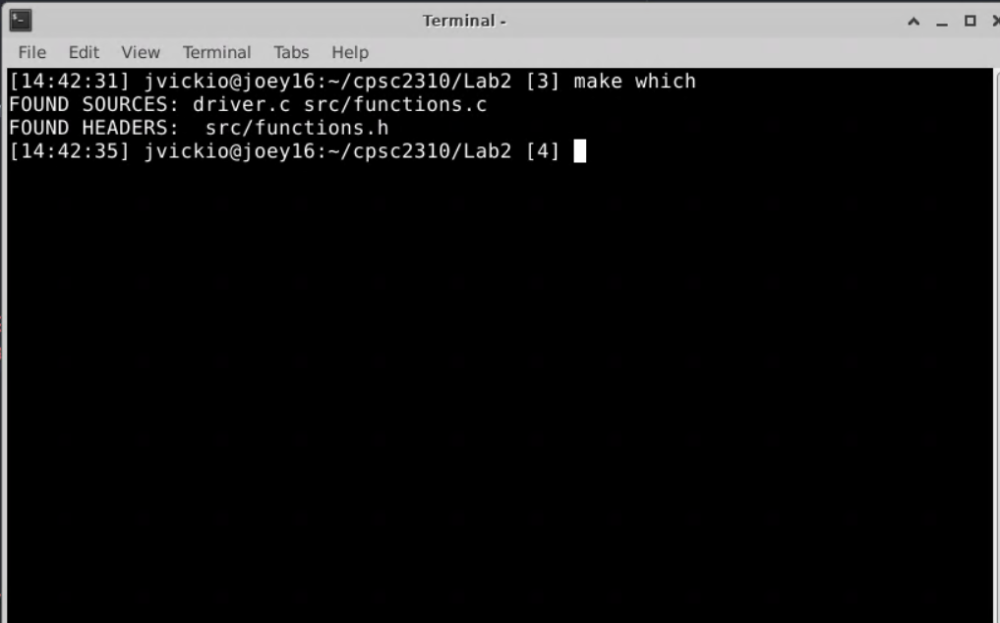 Terminal -
File Edit View Terminal Tabs Help
[14:42:31] jvickio@joey16:~/cpsc2310/Lab2 [3] make which
FOUND SOURCES: driver.c src/functions.c
FOUND HEADERS:  src/functions.h
[14:42:35] jvickio@joey16:~/cpsc2310/Lab2 [4]